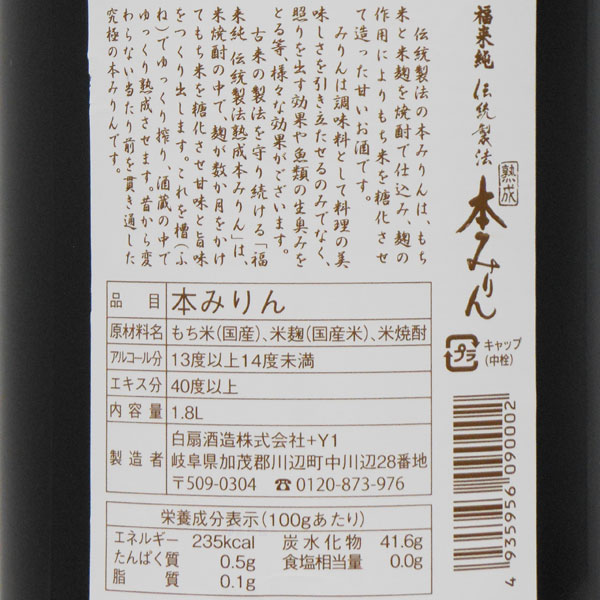 福来純 伝統製法
熟成
本みりん
伝統製法の本みりんは、もち
米と米麹を焼酎で仕込み、麹の
作用によりもち米を糖化させ
て造った甘いお酒です。
みりんは調味料として料理の美
味しさを引き立たせるのみでなく、
照りを出す効果や魚類の生臭みを
とる等、様々な効果がございます。
古来の製法を守り続ける「福
来純 伝統製法熟成本みりん」は、
米焼酎の中で、麹が数か月をかけ
てもち米を糖化させ甘味と旨味
をつくり出します。これを槽(ふ
ね)でゆっくり搾り、酒蔵の中で
ゆっくり熟成させます。昔から変
わらない当たり前を貫き通した
究極の本みりんです。
品目 本みりん
原材料名 もち米(国産)、米麹(国産米)、米焼酎
アルコール分 13度以上14度未満
エキス分 40度以上
内容量 1.8L
製造者 白扇酒造株式会社+Y1
岐阜県加茂郡川辺町中川辺28番地
〒509-0304 ☎0120-873-976
栄養成分表示(100gあたり)
エネルギー 235kcal 炭水化物 41.6g
たんぱく質 0.5g 食塩相当量 0.0g
脂質 0.1g
プラ
キャップ
(中栓)
4 935956 090002